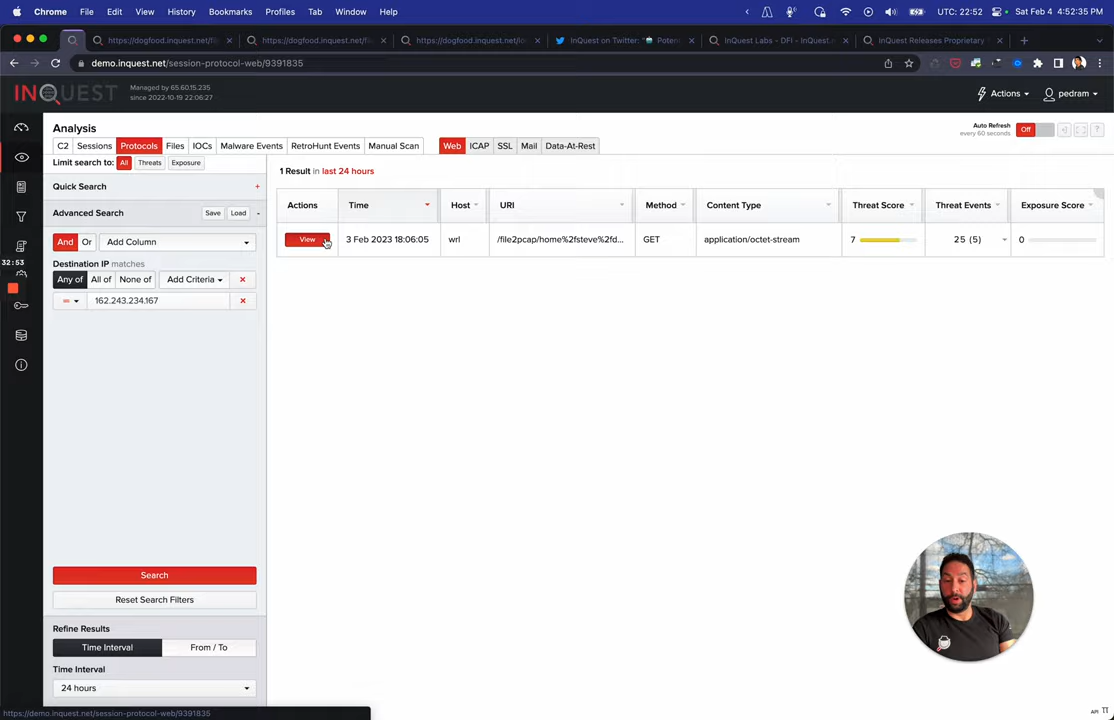 Chrome File Edit View History Bookmarks Profiles Tab Window Help UTC: 22:52 Sat Feb 4 4:52:35 PM
https://dogfood.inquest.net/fil https://dogfood.inquest.net/fil https://dogfood.inquest.net/io InQuest on Twitter: " Poten InQuest Labs - DFI - InQuest.n InQuest Releases Proprietary
demo.inquest.net/session-protocol-web/9391835
INQUEST Managed by 65.60.15.235
since 2022-10-19 22:06:27
Actions pedram
Analysis
Auto Refresh
every 60 seconds
Off
C2 Sessions Protocols Files IOCs Malware Events RetroHunt Events Manual Scan Web ICAP SSL Mail Data-At-Rest
Limit search to: All Threats Exposure
1 Result in last 24 hours
Quick Search +
Advanced Search Save Load -
Actions Time Host URI Method Content Type Threat Score Threat Events Exposure Score
View 3 Feb 2023 18:06:05 wrl /file2pcap/home%2fsteve%2fd... GET application/octet-stream 7 25 (5) 0
And Or Add Column
Destination IP matches
32:53
Any of All of None of Add Criteria ×
= 162.243.234.167 ×
Search
Reset Search Filters
Refine Results
Time Interval From / To
Time Interval
24 hours
https://demo.inquest.net/session-protocol-web/9391835
API